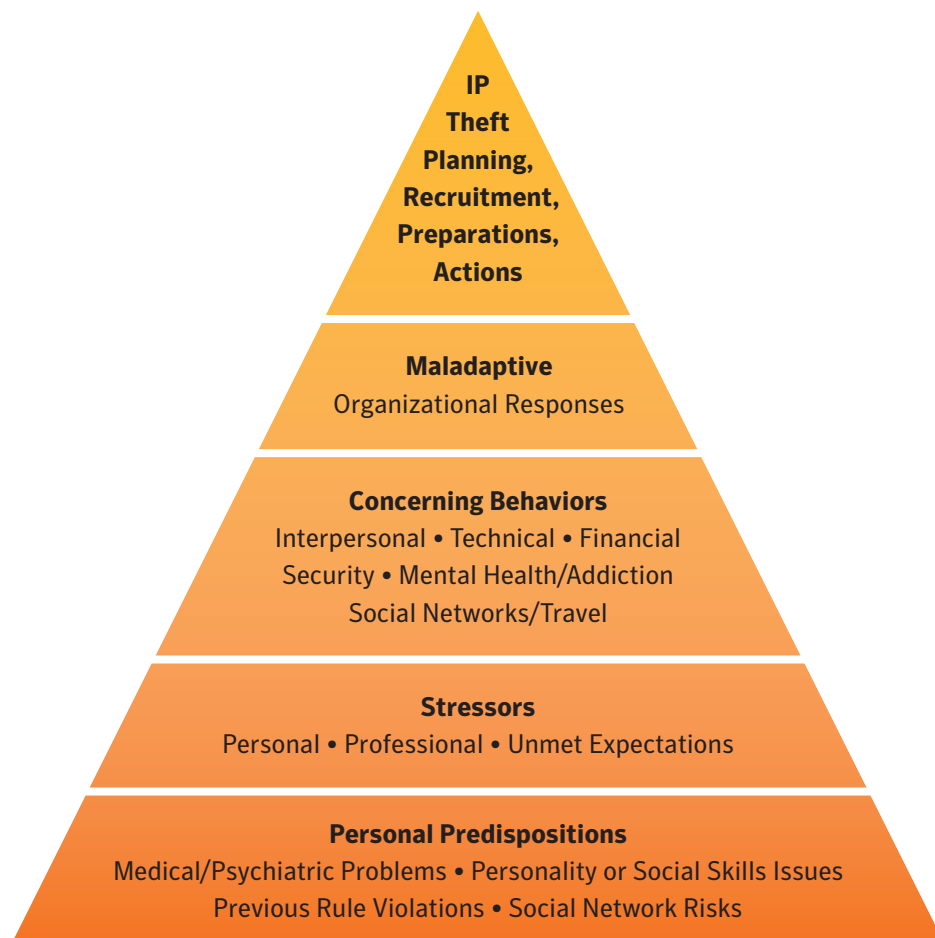 IP
Theft
Planning,
Recruitment,
Preparations,
Actions
Maladaptive
Organizational Responses
Concerning Behaviors
Interpersonal • Technical • Financial
Security • Mental Health/Addiction
Social Networks/Travel
Stressors
Personal • Professional • Unmet Expectations
Personal Predispositions
Medical/Psychiatric Problems • Personality or Social Skills Issues
Previous Rule Violations • Social Network Risks